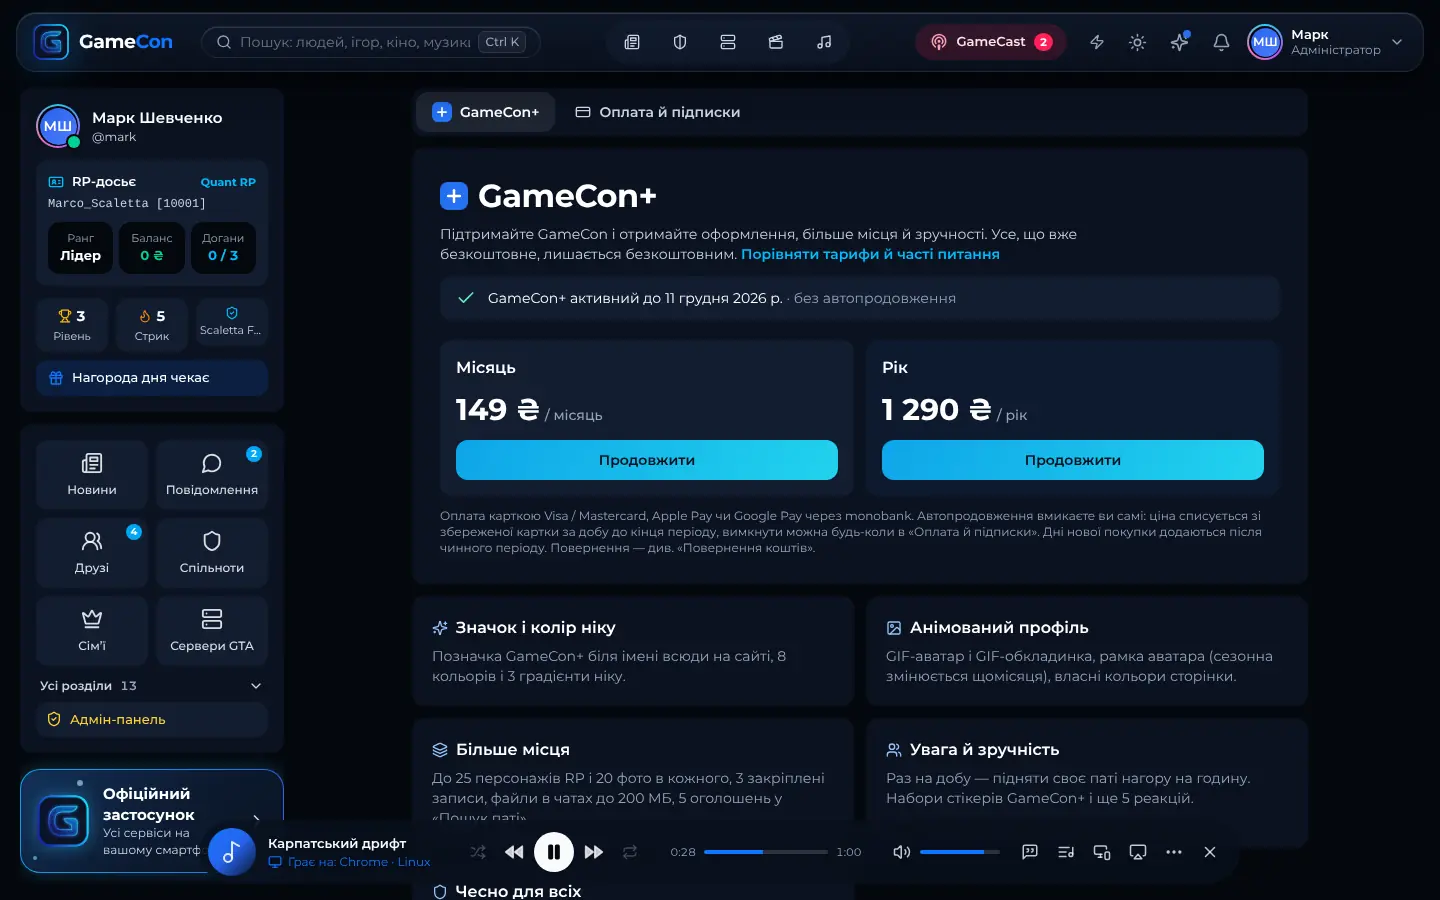 GameCon
Пошук: людей, ігор, кіно, музики
Ctrl K
GameCast 2
МШ
Марк
Адміністратор
МШ
Марк Шевченко
@mark
RP-досьє
Quant RP
Marco_Scaletta [10001]
Ранг
Лідер
Баланс
0 ₴
Догани
0 / 3
3
Рівень
5
Стрик
Scaletta F...
Нагорода дня чекає
Новини
Повідомлення
2
Друзі
4
Спільноти
Сім'ї
Сервери GTA
Усі розділи 13
Адмін-панель
Офіційний
застосунок
Усі сервіси на
вашому смартф
GameCon+
Оплата й підписки
GameCon+
Підтримайте GameCon і отримайте оформлення, більше місця й зручності. Усе, що вже
безкоштовне, лишається безкоштовним. Порівняти тарифи й часті питання
GameCon+ активний до 11 грудня 2026 р. · без автопродовження
Місяць
149 ₴ / місяць
Продовжити
Рік
1 290 ₴ / рік
Продовжити
Оплата карткою Visa / Mastercard, Apple Pay чи Google Pay через monobank. Автопродовження вмикаєте ви самі: ціна списується зі
збереженої картки за добу до кінця періоду, вимкнути можна будь-коли в «Оплата й підписки». Дні нової покупки додаються після
чинного періоду. Повернення — див. «Повернення коштів».
Значок і колір ніку
Позначка GameCon+ біля імені всюди на сайті, 8
кольорів і 3 градієнти ніку.
Анімований профіль
GIF-аватар і GIF-обкладинка, рамка аватара (сезонна
змінюється щомісяця), власні кольори сторінки.
Більше місця
До 25 персонажів RP і 20 фото в кожного, 3 закріплені
записи, файли в чатах до 200 МБ, 5 оголошень у
«Пошук паті».
Увага й зручність
Раз на добу — підняти своє паті нагору на годину.
Набори стікерів GameCon+ і ще 5 реакцій.
Карпатський дрифт
Грає на: Chrome · Linux
0:28
1:00
Чесно для всіх